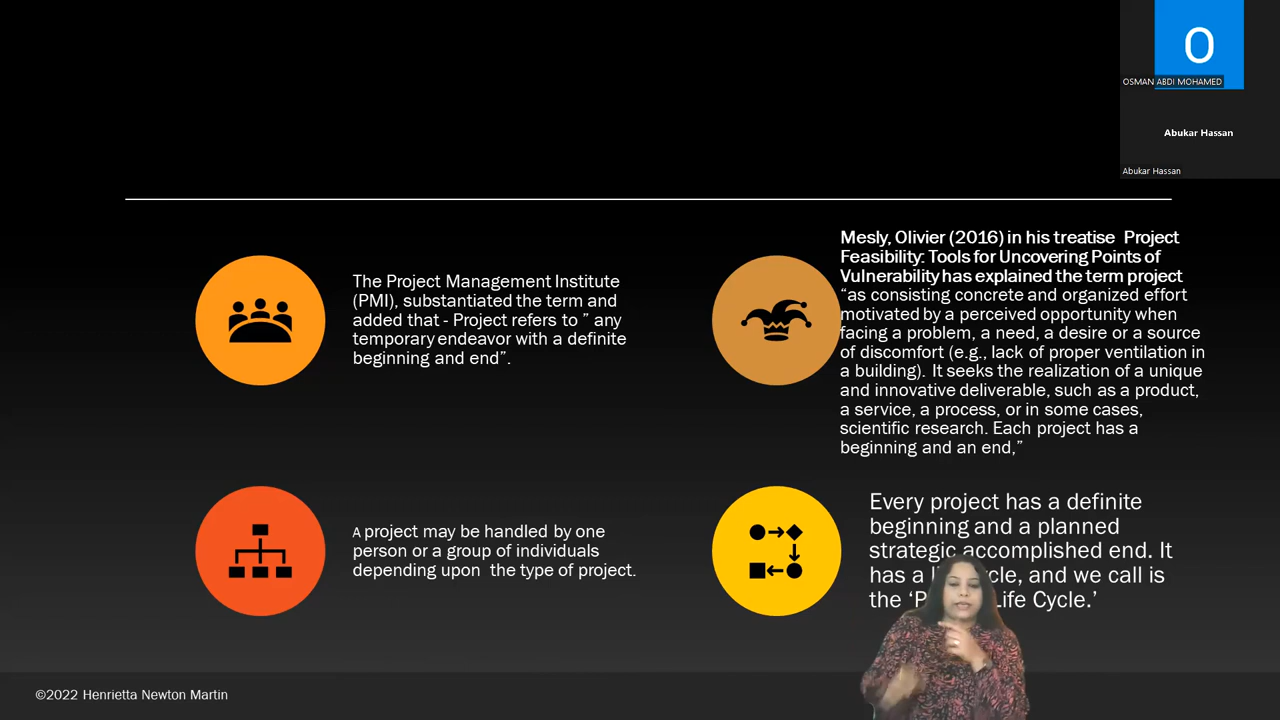 O
OSMAN ABDI MOHAMED
Abukar Hassan
Abukar Hassan
The Project Management Institute
(PMI), substantiated the term and
added that - Project refers to ” any
temporary endeavor with a definite
beginning and end”.
Mesly, Olivier (2016) in his treatise Project
Feasibility: Tools for Uncovering Points of
Vulnerability has explained the term project
“as consisting concrete and organized effort
motivated by a perceived opportunity when
facing a problem, a need, a desire or a source
of discomfort (e.g., lack of proper ventilation in
a building). It seeks the realization of a unique
and innovative deliverable, such as a product,
a service, a process, or in some cases,
scientific research. Each project has a
beginning and an end,”
A project may be handled by one
person or a group of individuals
depending upon the type of project.
Every project has a definite
beginning and a planned
strategic accomplished end. It
has a and we call is
the Life Cycle.’
©2022 Henrietta Newton Martin